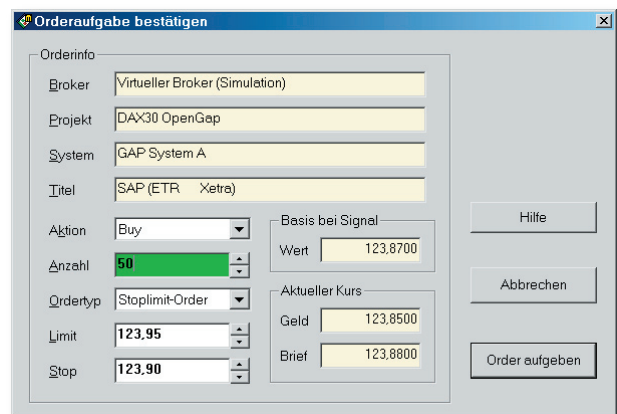 Orderaufgabe bestätigen
Orderinfo
Broker Virtueller Broker (Simulation)
Projekt DAX30 OpenGap
System GAP System A
Titel SAP (ETR Xetra)
Aktion Buy
Anzahl 50
Ordertyp Stoplimit-Order
Limit 123,95
Stop 123,90
Basis bei Signal
Wert 123,8700
Aktueller Kurs
Geld 123,8500
Brief 123,8800
Hilfe
Abbrechen
Order aufgeben